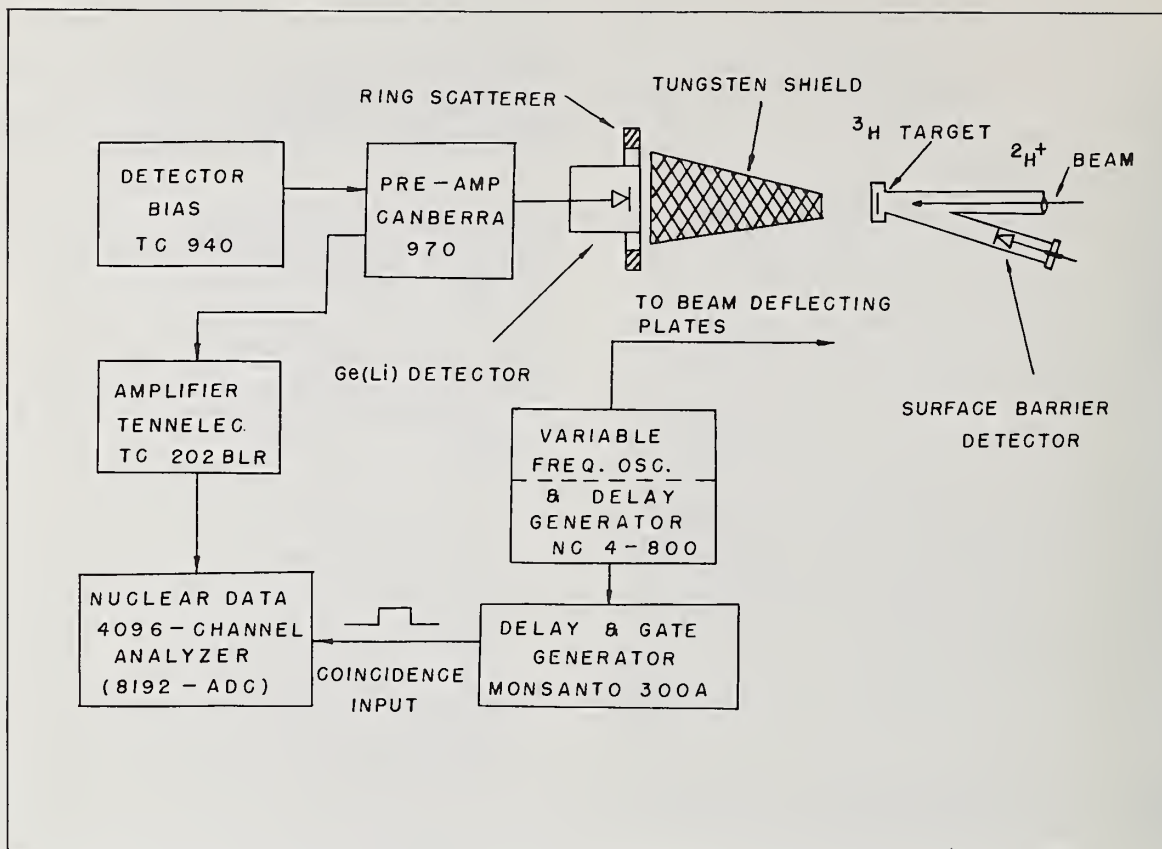 RING SCATTERER
TUNGSTEN SHIELD
³H TARGET
²H⁺
BEAM
DETECTOR
BIAS
TC 940
PRE-AMP
CANBERRA
970
TO BEAM DEFLECTING
PLATES
Ge(Li) DETECTOR
SURFACE BARRIER
DETECTOR
AMPLIFIER
TENNELEC.
TC 202 BLR
VARIABLE
FREQ. OSC.
& DELAY
GENERATOR
NC 4-800
NUCLEAR DATA
4096-CHANNEL
ANALYZER
(8192-ADC)
COINCIDENCE
INPUT
DELAY & GATE
GENERATOR
MONSANTO 300A